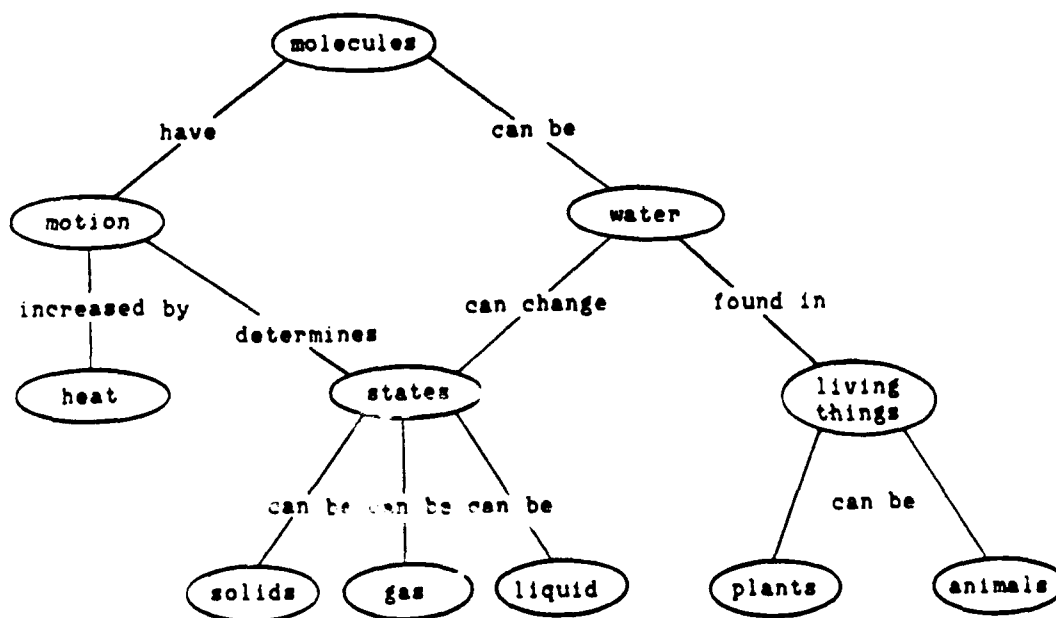 molecules
have
can be
motion
water
increased by
can change
found in
determines
heat
states
living
things
can be can be can be
can be
solids
gas
liquid
plants
animals